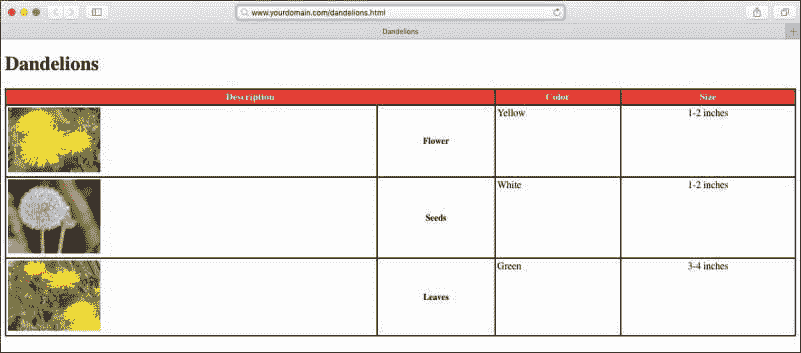 www.yourdomain.com/dandelions.html
Dandelions
Dandelions
Description Color Size
Flower Yellow 1-2 inches
Seeds White 1-2 inches
Leaves Green 3-4 inches